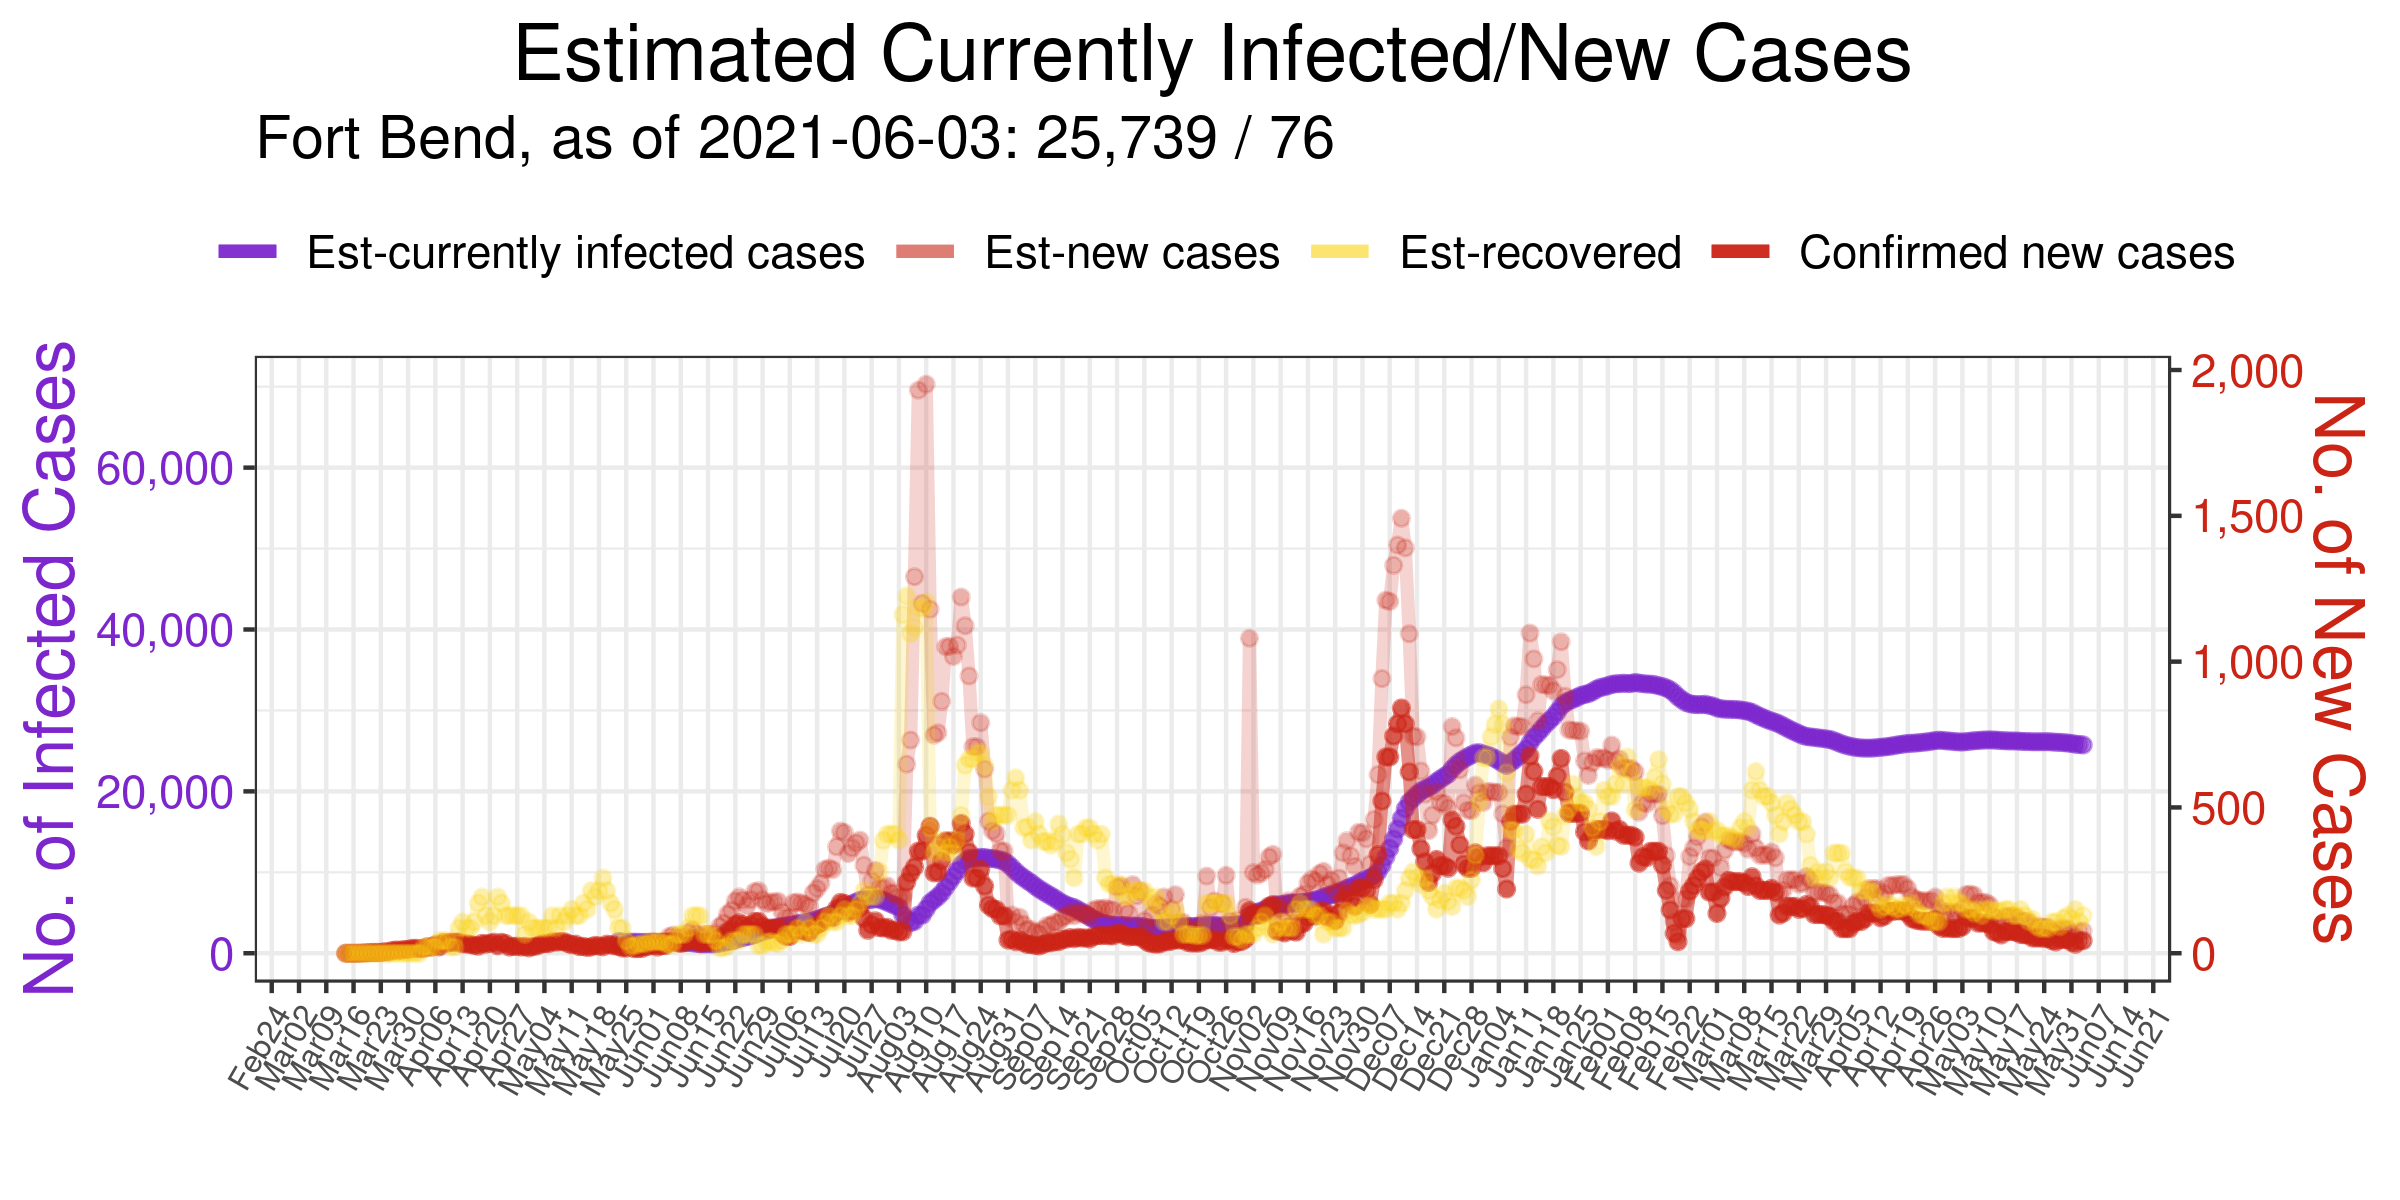 Estimated Currently Infected/New Cases
Fort Bend, as of 2021-06-03: 25,739 / 76
Est-currently infected cases
Est-new cases
Est-recovered
Confirmed new cases
No. of Infected Cases
60,000
40,000
20,000
0
2,000
1,500
1,000
500
0
No. of New Cases
Feb24
Mar02
Mar09
Mar16
Mar23
Mar30
Apr06
Apr13
Apr20
Apr27
May04
May11
May18
May25
Jun01
Jun08
Jun15
Jun22
Jun29
Jul06
Jul13
Jul20
Jul27
Aug03
Aug10
Aug17
Aug24
Aug31
Sep07
Sep14
Sep21
Sep28
Oct05
Oct12
Oct19
Oct26
Nov02
Nov09
Nov16
Nov23
Nov30
Dec07
Dec14
Dec21
Dec28
Jan04
Jan11
Jan18
Jan25
Feb01
Feb08
Feb15
Feb22
Mar01
Mar08
Mar15
Mar22
Mar29
Apr05
Apr12
Apr19
Apr26
May03
May10
May17
May24
May31
Jun07
Jun14
Jun21